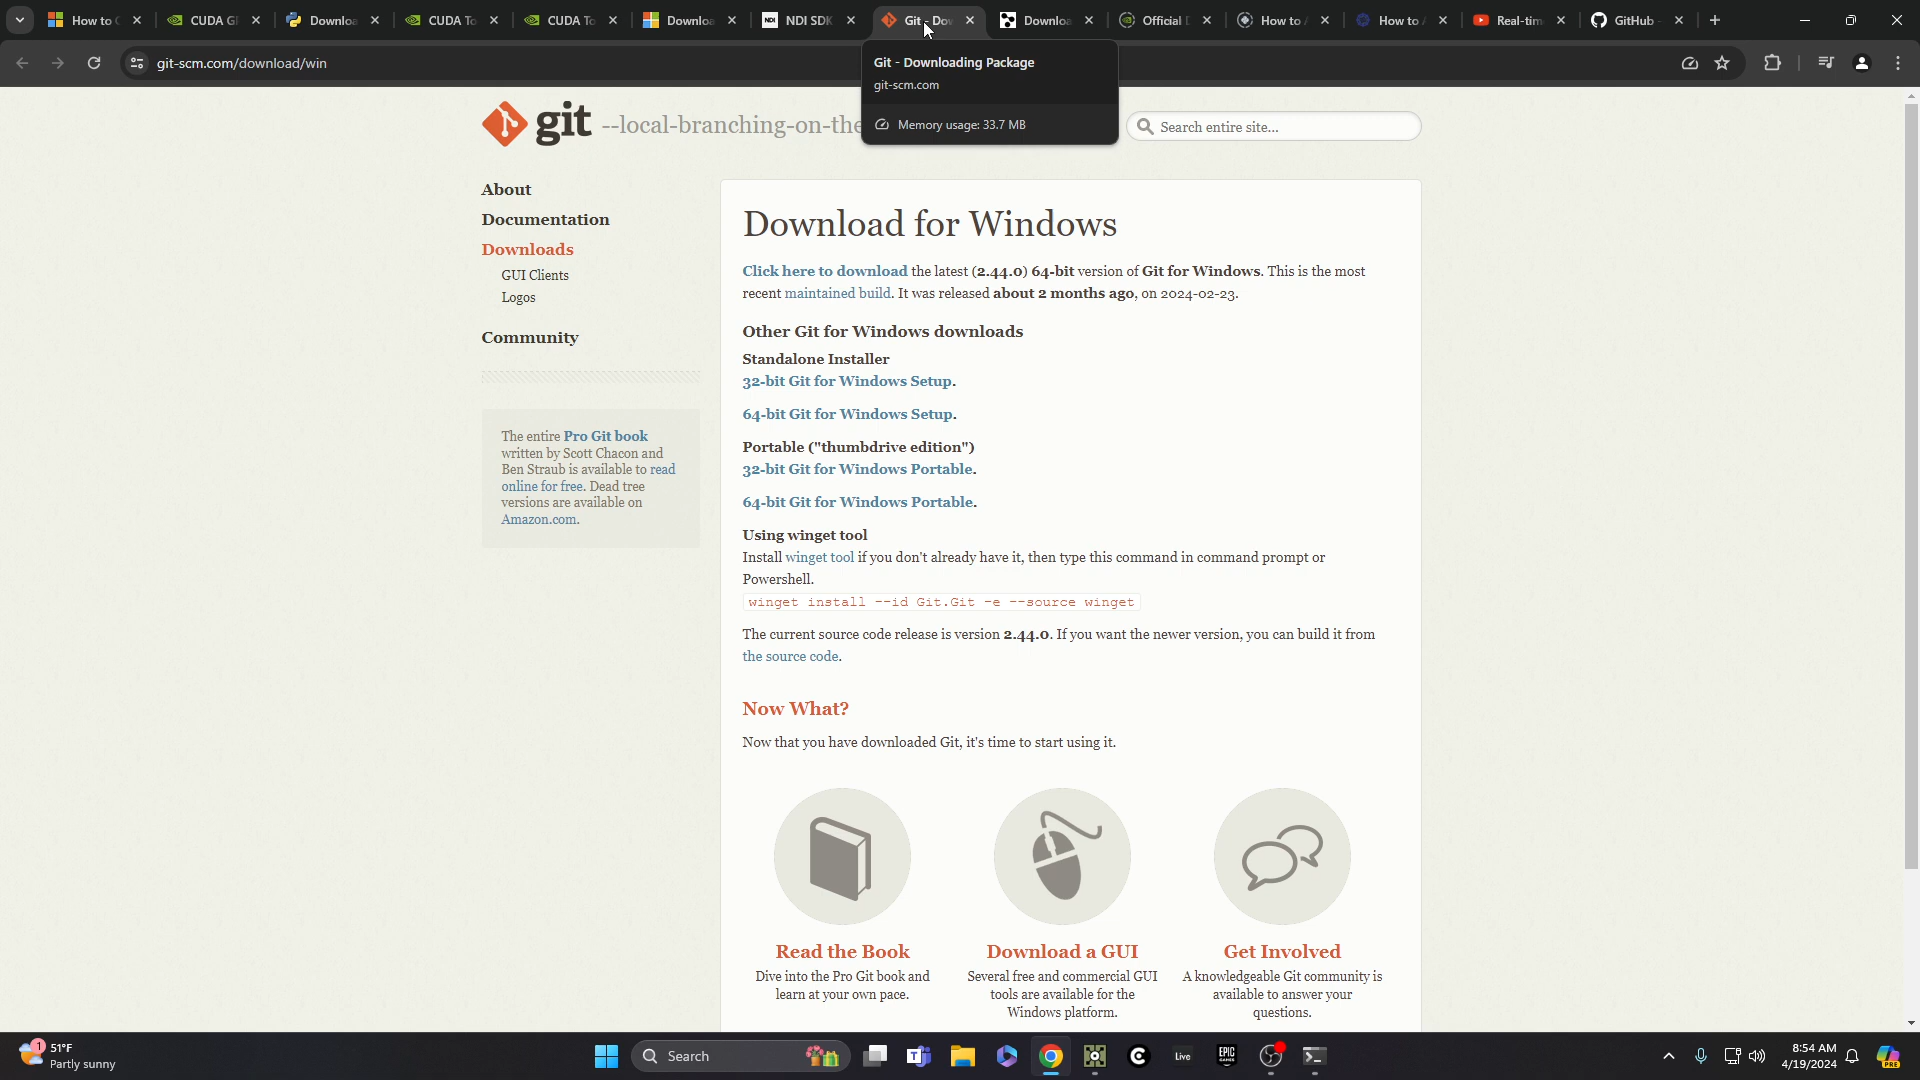 How to C
CUDA G
Downloa
CUDA To
CUDA To
Downloa
NDI SDK
Git - Dow
Downloa
Official
How to
How to
Real-tim
GitHub -
git-scm.com/download/win
Git - Downloading Package
git-scm.com
Memory usage: 33.7 MB
git --local-branching-on-the
Search entire site...
About
Documentation
Downloads
GUI Clients
Logos
Community
The entire Pro Git book
written by Scott Chacon and
Ben Straub is available to read
online for free. Dead tree
versions are available on
Amazon.com.
Download for Windows
Click here to download the latest (2.44.0) 64-bit version of Git for Windows. This is the most
recent maintained build. It was released about 2 months ago, on 2024-02-23.
Other Git for Windows downloads
Standalone Installer
32-bit Git for Windows Setup.
64-bit Git for Windows Setup.
Portable ("thumbdrive edition")
32-bit Git for Windows Portable.
64-bit Git for Windows Portable.
Using winget tool
Install winget tool if you don't already have it, then type this command in command prompt or
Powershell.
winget install --id Git.Git -e --source winget
The current source code release is version 2.44.0. If you want the newer version, you can build it from
the source code.
Now What?
Now that you have downloaded Git, it's time to start using it.
Read the Book
Dive into the Pro Git book and
learn at your own pace.
Download a GUI
Several free and commercial GUI
tools are available for the
Windows platform.
Get Involved
A knowledgeable Git community is
available to answer your
questions.
1
51°F
Partly sunny
Search
Live
EPIC GAMES
8:54 AM
4/19/2024
PRE